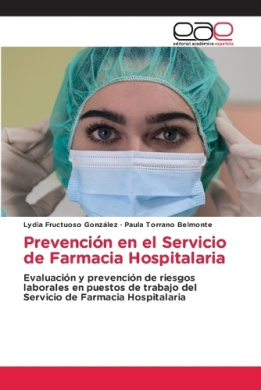 eae
editorial académica española
Lydia Fructuoso González · Paula Torrano Belmonte
Prevención en el Servicio
de Farmacia Hospitalaria
Evaluación y prevención de riesgos
laborales en puestos de trabajo del
Servicio de Farmacia Hospitalaria